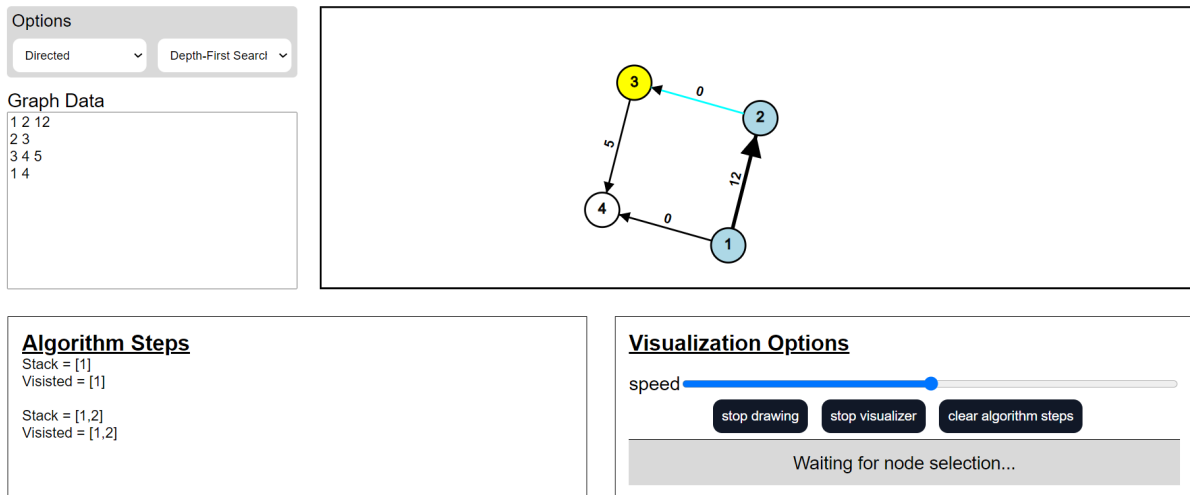 Options
Directed
Depth-First Search
Graph Data
1 2 12
2 3
3 4 5
1 4
3
0
2
5
12
4
0
1
Algorithm Steps
Stack = [1]
Visisted = [1]
Stack = [1,2]
Visisted = [1,2]
Visualization Options
speed
stop drawing
stop visualizer
clear algorithm steps
Waiting for node selection...